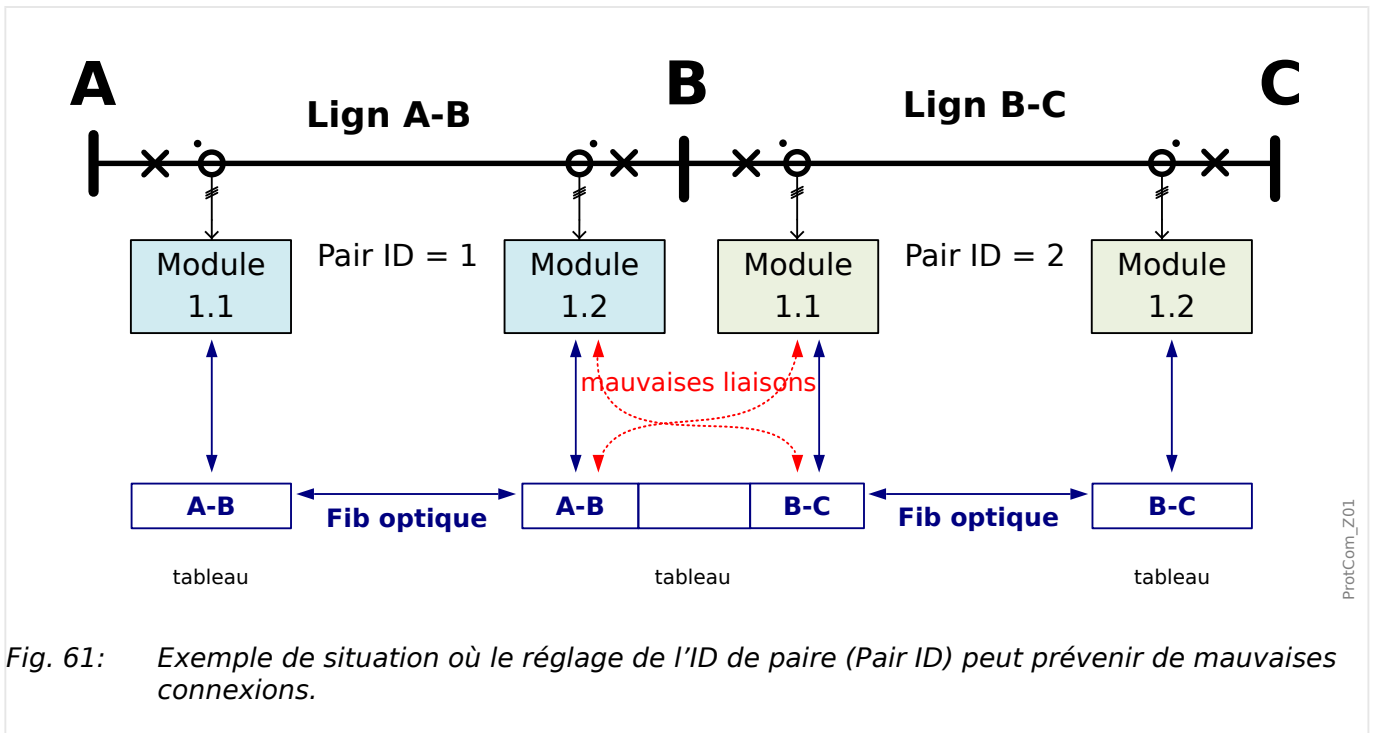 A
B
C
Lign A-B
Lign B-C
Module
1.1
Pair ID = 1
Module
1.2
Module
1.1
Pair ID = 2
Module
1.2
mauvaises liaisons
A-B
Fib optique
A-B
B-C
Fib optique
B-C
tableau
tableau
tableau
ProtCom_Z01
Fig. 61: Exemple de situation où le réglage de l’ID de paire (Pair ID) peut prévenir de mauvaises
connexions.